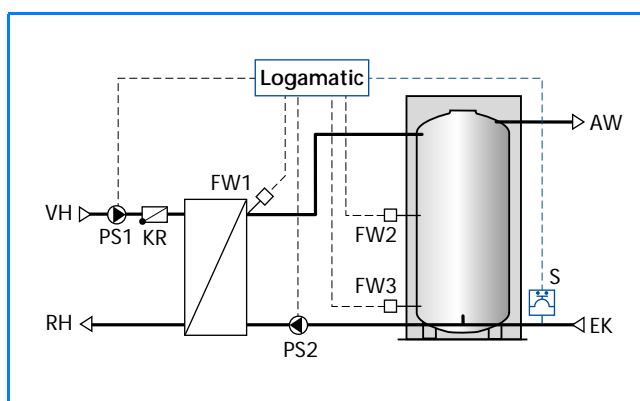 Logamatic
AW
FW1
VH
PS1
KR
FW2
FW3
S
RH
PS2
EK